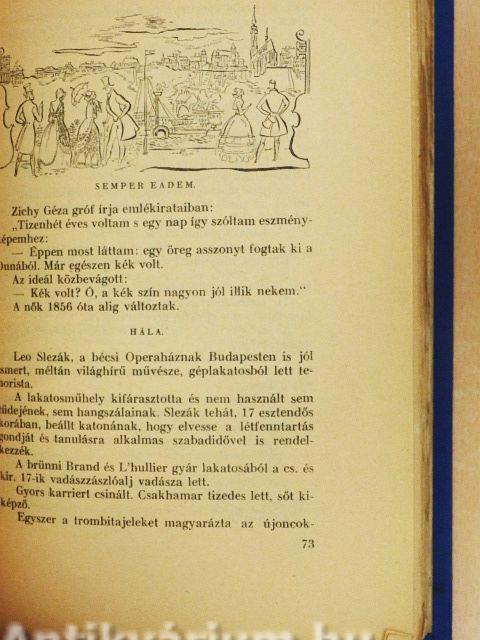 SEMPER EADEM.
Zichy Géza gróf írja emlékirataiban:
„Tizenhét éves voltam s egy nap így szóltam eszmény-
képemhez:
— Éppen most láttam: egy öreg asszonyt fogtak ki a
Dunából. Már egészen kék volt.
Az ideál közbevágott:
— Kék volt? Ó, a kék szín nagyon jól illik nekem.“
A nők 1856 óta alig változtak.
HÁLA.
Leo Slezák, a bécsi Operaháznak Budapesten is jól
ismert, méltán világhírű művésze, géplakatosból lett te-
norista.
A lakatosműhely kifárasztotta és nem használt sem
tüdejének, sem hangszálainak. Slezák tehát, 17 esztendős
korában, beállt katonának, hogy elvesse a létfenntartás
gondját és tanulásra alkalmas szabadidővel is rendel-
kezzék.
A brünni Brand és L'hullier gyár lakatosából a cs. és
kir. 17-ik vadászzászlóalj vadásza lett.
Gyors karriert csinált. Csakhamar tizedes lett, sőt ki-
képző.
Egyszer a trombitajeleket magyarázta az újoncok-
73
Antikvárium.hu